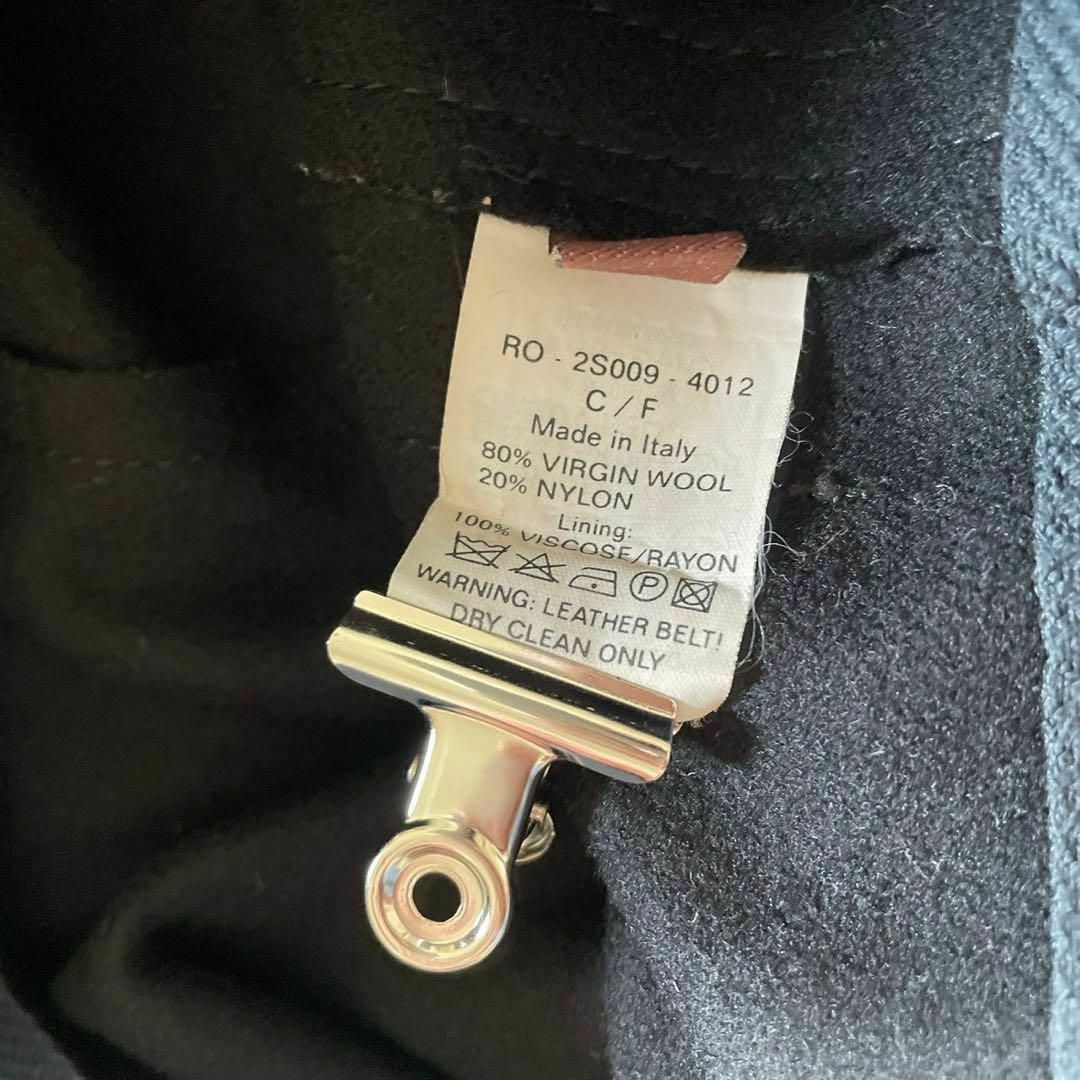 RO - 2S009 - 4012
C / F
Made in Italy
80% VIRGIN WOOL
20% NYLON
Lining:
100% VISCOSE/RAYON
P
WARNING: LEATHER BELT!
DRY CLEAN ONLY